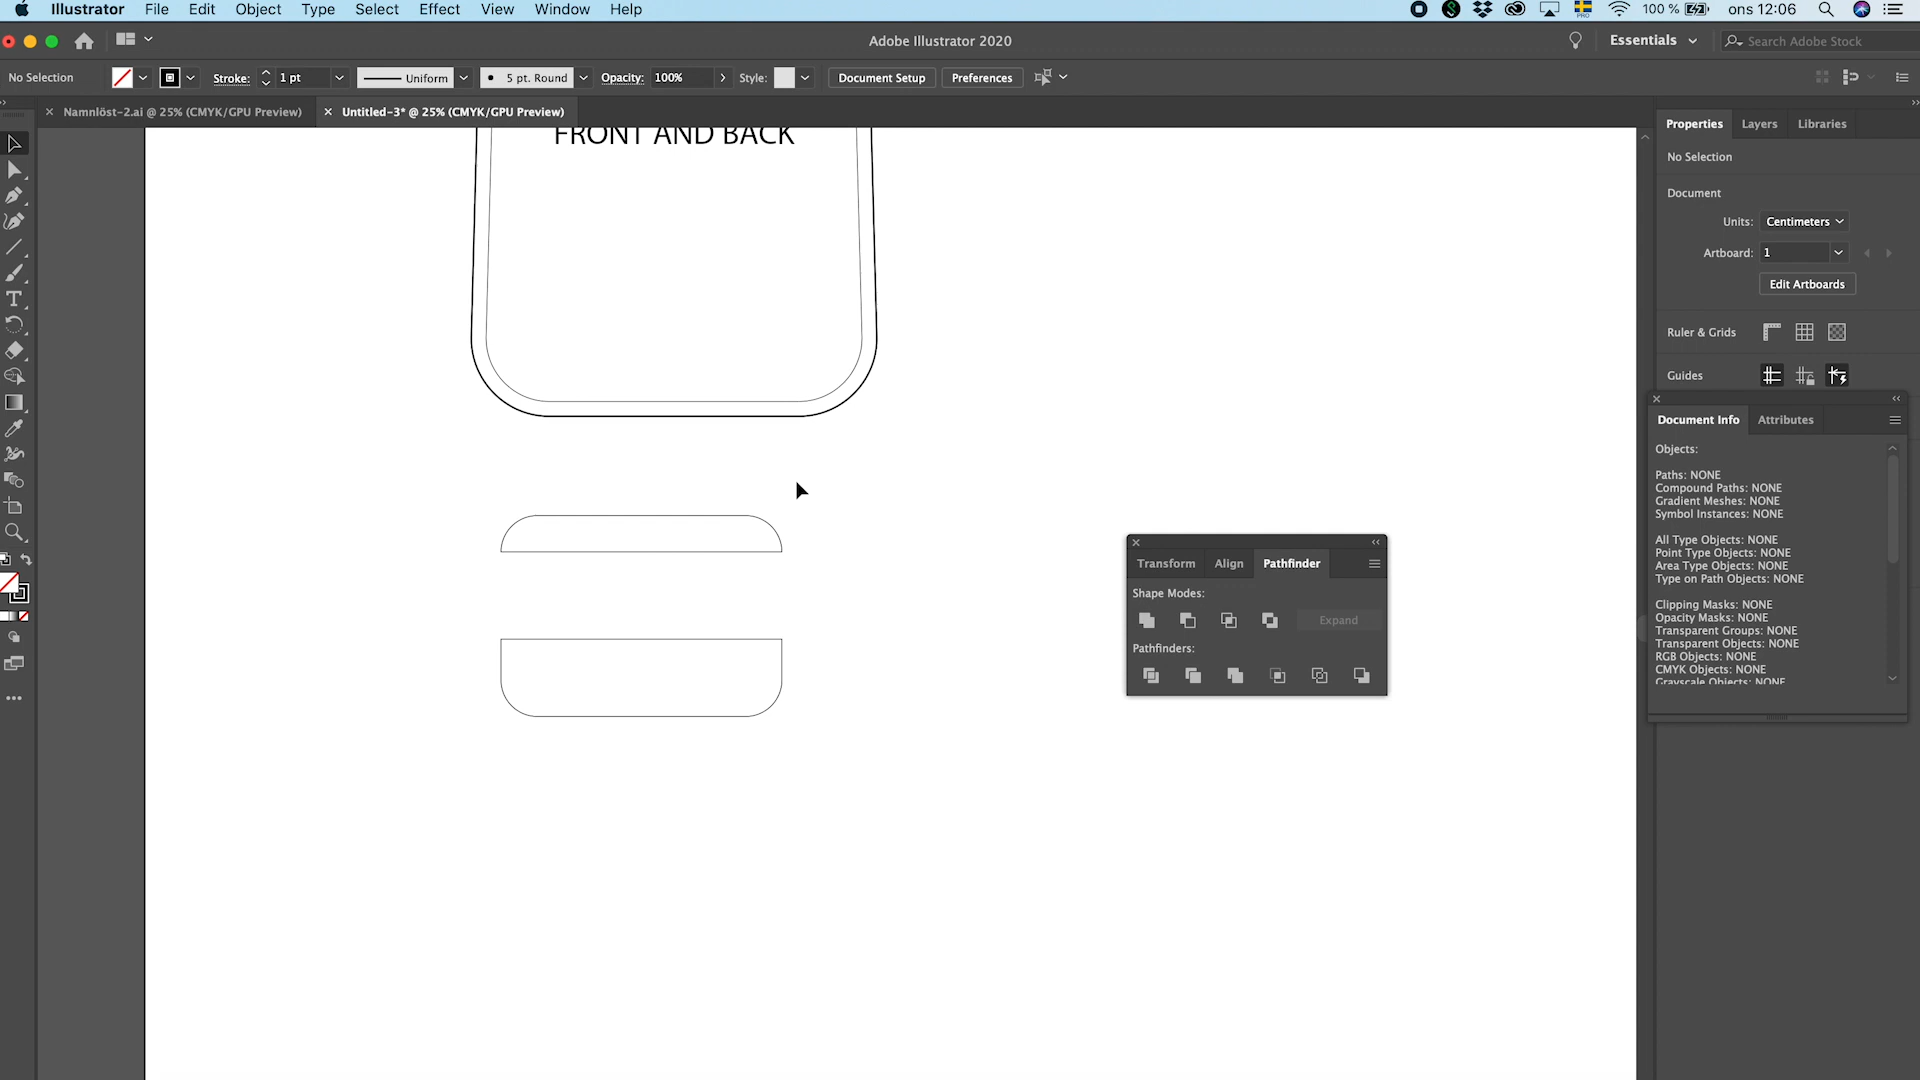 Illustrator File Edit Object Type Select Effect View Window Help 100 % ons 12:06
PRO
Adobe Illustrator 2020 Essentials Search Adobe Stock
No Selection Stroke: 1 pt Uniform 5 pt. Round Opacity: 100% Style: Document Setup Preferences
Namnlöst-2.ai @ 25% (CMYK/GPU Preview) Untitled-3* @ 25% (CMYK/GPU Preview)
Properties Layers Libraries
FRONT AND BACK
No Selection
Document
Units: Centimeters
Artboard: 1
Edit Artboards
Ruler & Grids
Guides
Document Info Attributes
Objects:
Paths: NONE
Compound Paths: NONE
Gradient Meshes: NONE
Symbol Instances: NONE
All Type Objects: NONE
Point Type Objects: NONE
Area Type Objects: NONE
Type on Path Objects: NONE
Clipping Masks: NONE
Opacity Masks: NONE
Transparent Groups: NONE
Transparent Objects: NONE
RGB Objects: NONE
CMYK Objects: NONE
Grayscale Objects: NONE
Transform Align Pathfinder
Shape Modes:
Expand
Pathfinders: